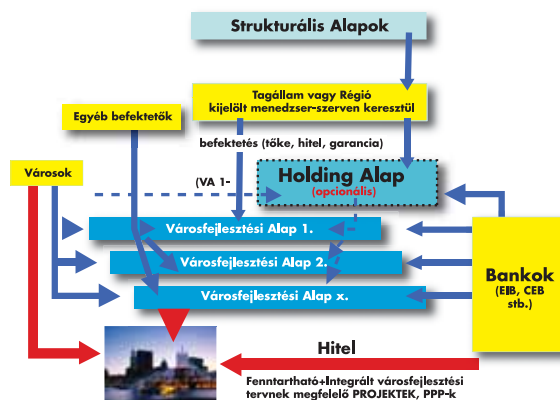 Strukturális Alapok
Tagállam vagy Régió
kijelölt menedzser-szerven keresztül
Egyéb befektetők
befektetés (tőke, hitel, garancia)
Városok
(VA 1-
Holding Alap
(opcionális)
Városfejlesztési Alap 1.
Városfejlesztési Alap 2.
Városfejlesztési Alap x.
Bankok
(EIB, CEB
stb.)
Hitel
Fenntartható+Integrált városfejlesztési
tervnek megfelelő PROJEKTEK, PPP-k